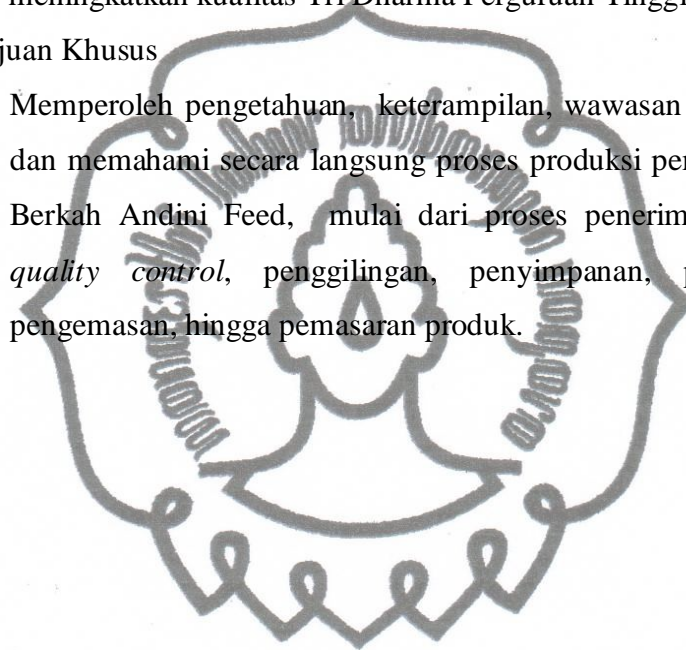 meningkatkan kualitas Tri Dharma Perguruan Tinggi
juan Khusus
Memperoleh pengetahuan, keterampilan, wawasan
dan memahami secara langsung proses produksi
Berkah Andini Feed, mulai dari proses penerim
quality control, penggilingan, penyimpanan, p
pengemasan, hingga pemasaran produk.